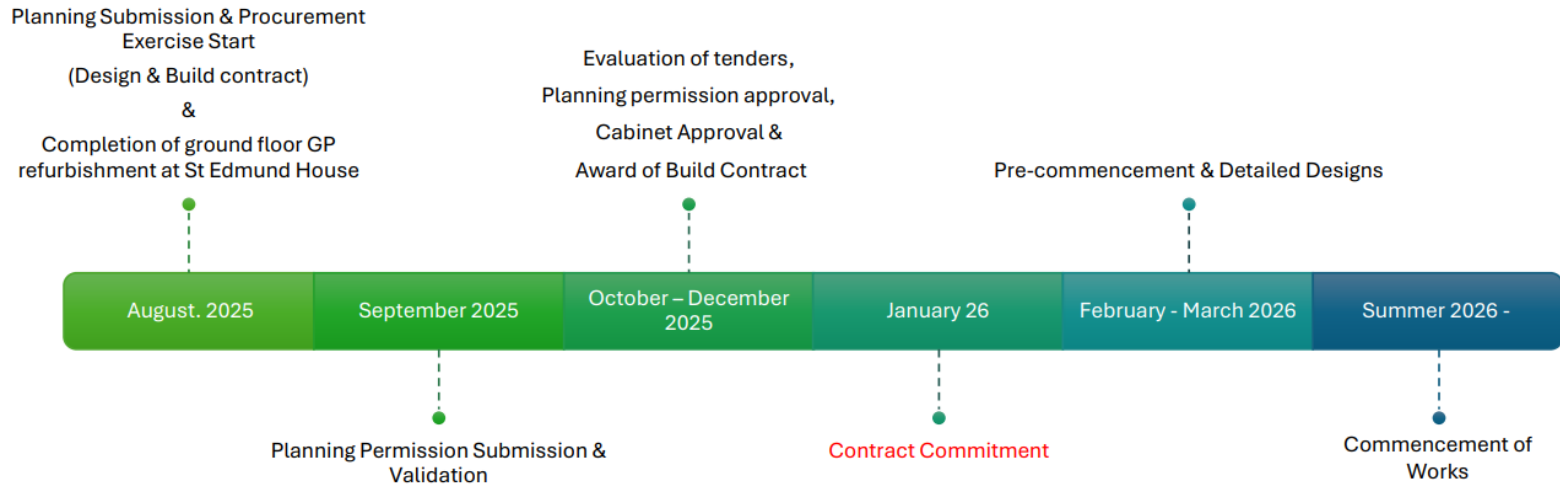 Planning Submission & Procurement
Exercise Start
(Design & Build contract)
&
Completion of ground floor GP
refurbishment at St Edmund House
Evaluation of tenders,
Planning permission approval,
Cabinet Approval &
Award of Build Contract
Pre-commencement & Detailed Designs
August. 2025
September 2025
October – December
2025
January 26
February - March 2026
Summer 2026 -
Planning Permission Submission &
Validation
Contract Commitment
Commencement of
Works